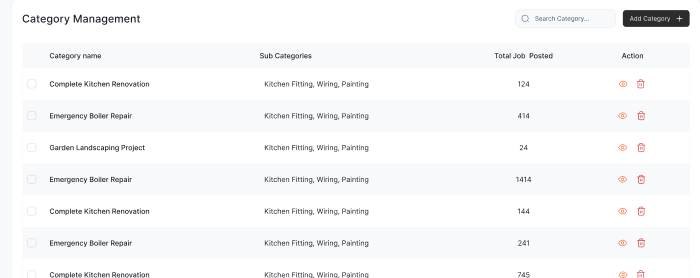 Category Management
Search Category...
Add Category +
Category name Sub Categories Total Job Posted Action
Complete Kitchen Renovation Kitchen Fitting, Wiring, Painting 124
Emergency Boiler Repair Kitchen Fitting, Wiring, Painting 414
Garden Landscaping Project Kitchen Fitting, Wiring, Painting 24
Emergency Boiler Repair Kitchen Fitting, Wiring, Painting 1414
Complete Kitchen Renovation Kitchen Fitting, Wiring, Painting 144
Emergency Boiler Repair Kitchen Fitting, Wiring, Painting 241
Complete Kitchen Renovation Kitchen Fitting, Wiring, Painting 745